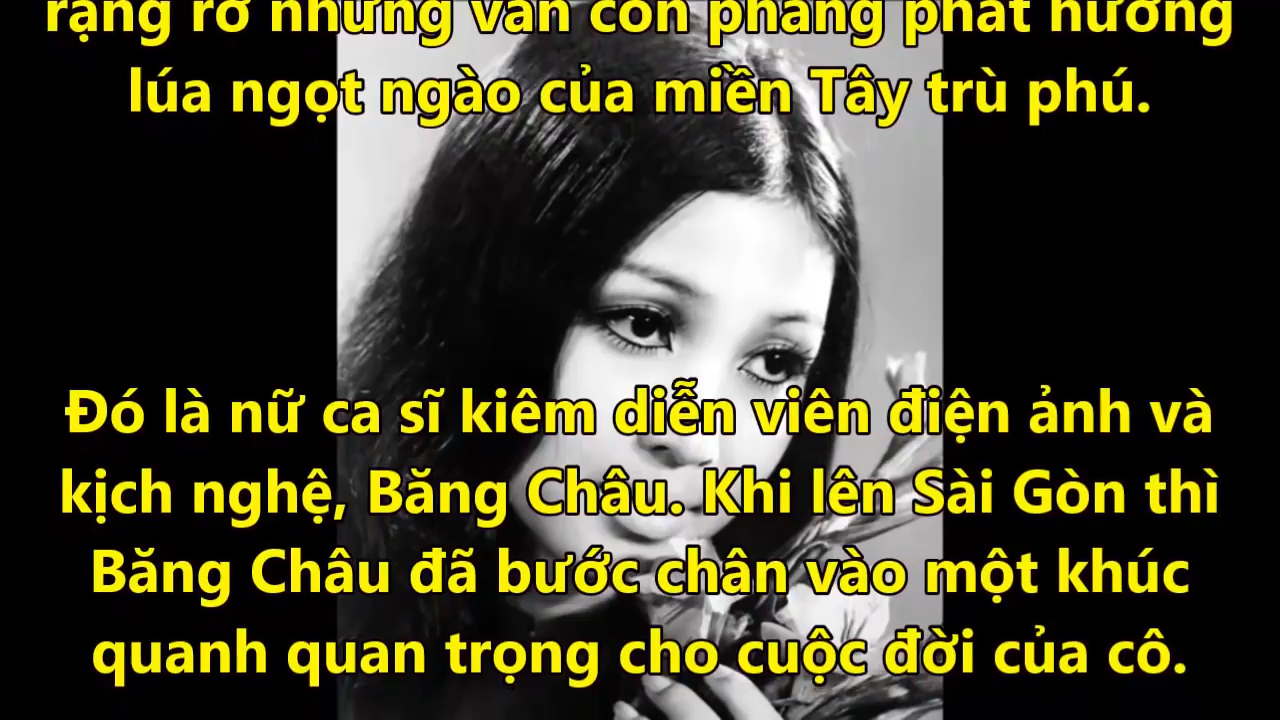 rạng rỡ nhưng vẫn còn phảng phất hương
lúa ngọt ngào của miền Tây trù phú.
Đó là nữ ca sĩ kiêm diễn viên điện ảnh và
kịch nghệ, Băng Châu. Khi lên Sài Gòn thì
Băng Châu đã bước chân vào một khúc
quanh quan trọng cho cuộc đời của cô.